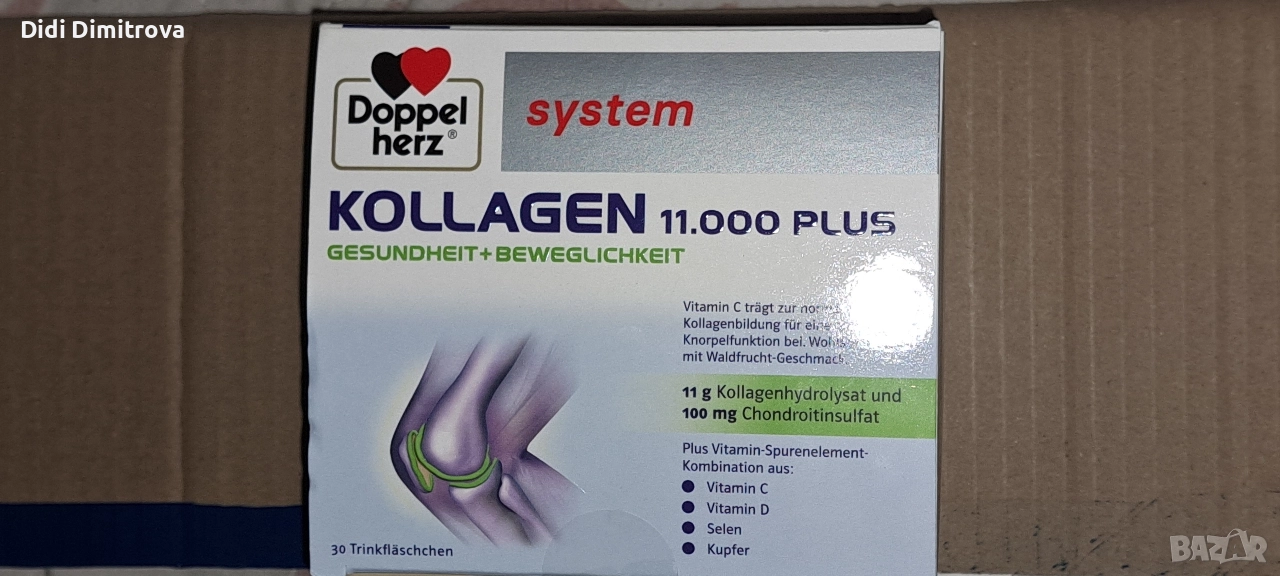 Didi Dimitrova
Doppel
herz®
system
KOLLAGEN 11.000 PLUS
GESUNDHEIT+BEWEGLICHKEIT
Vitamin C trägt zur
Kollagenbildung für
Knorpelfunktion bei.
mit Waldfrucht-Geschmack
11 g Kollagenhydrolysat und
100 mg Chondroitinsulfat
Plus Vitamin-Spurenelement-
Kombination aus:
● Vitamin C
● Vitamin D
● Selen
● Kupfer
30 Trinkfläschchen
BAZAR